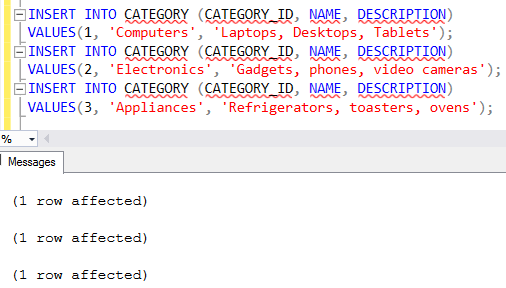 INSERT INTO CATEGORY (CATEGORY_ID, NAME, DESCRIPTION)
VALUES(1, 'Computers', 'Laptops, Desktops, Tablets');
INSERT INTO CATEGORY (CATEGORY_ID, NAME, DESCRIPTION)
VALUES(2, 'Electronics', 'Gadgets, phones, video cameras');
INSERT INTO CATEGORY (CATEGORY_ID, NAME, DESCRIPTION)
VALUES(3, 'Appliances', 'Refrigerators, toasters, ovens');
%
Messages
(1 row affected)
(1 row affected)
(1 row affected)